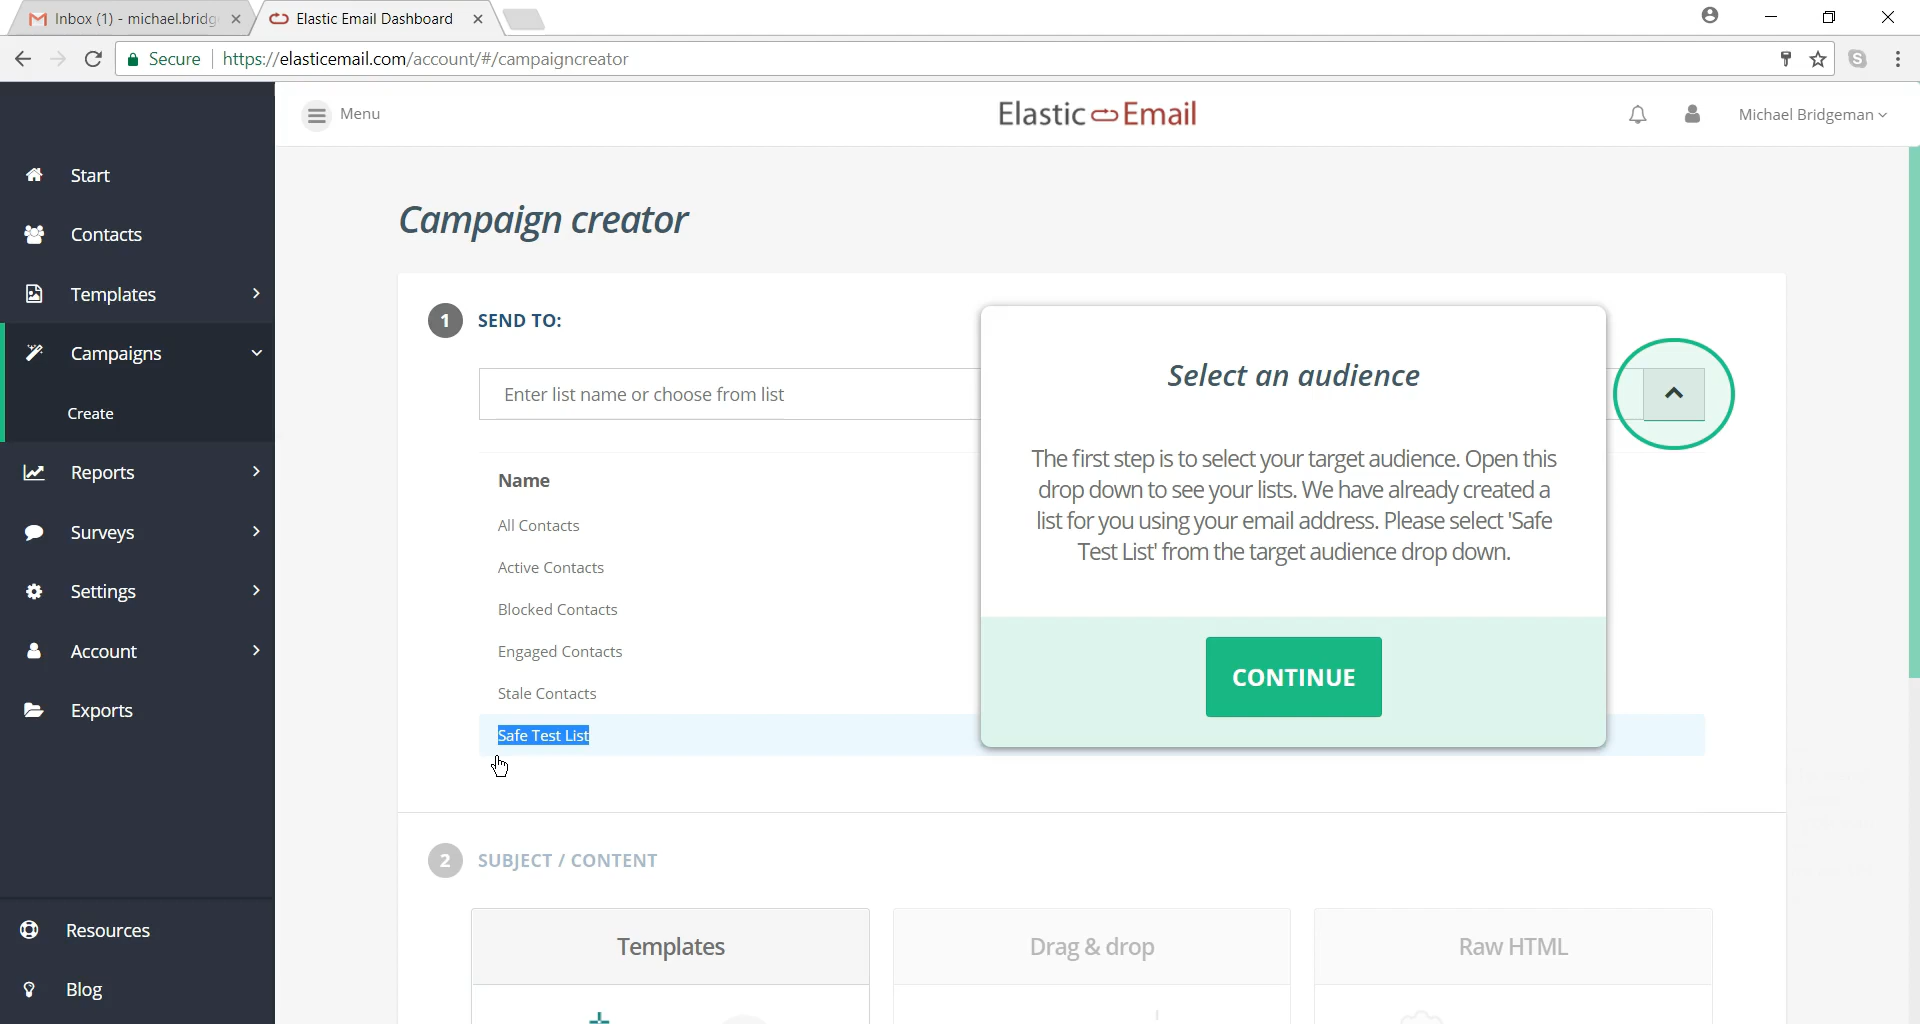 Inbox (1) - michael.bridg
Elastic Email Dashboard
Secure
https://elasticemail.com/account/#/campaigncreator
Menu
Elastic Email
Michael Bridgeman
Start
Contacts
Templates
Campaigns
Create
Reports
Surveys
Settings
Account
Exports
Resources
Blog
Campaign creator
1 SEND TO:
Enter list name or choose from list
Name
All Contacts
Active Contacts
Blocked Contacts
Engaged Contacts
Stale Contacts
Safe Test List
Select an audience
The first step is to select your target audience. Open this
drop down to see your lists. We have already created a
list for you using your email address. Please select 'Safe
Test List' from the target audience drop down.
CONTINUE
2 SUBJECT / CONTENT
Templates
Drag & drop
Raw HTML